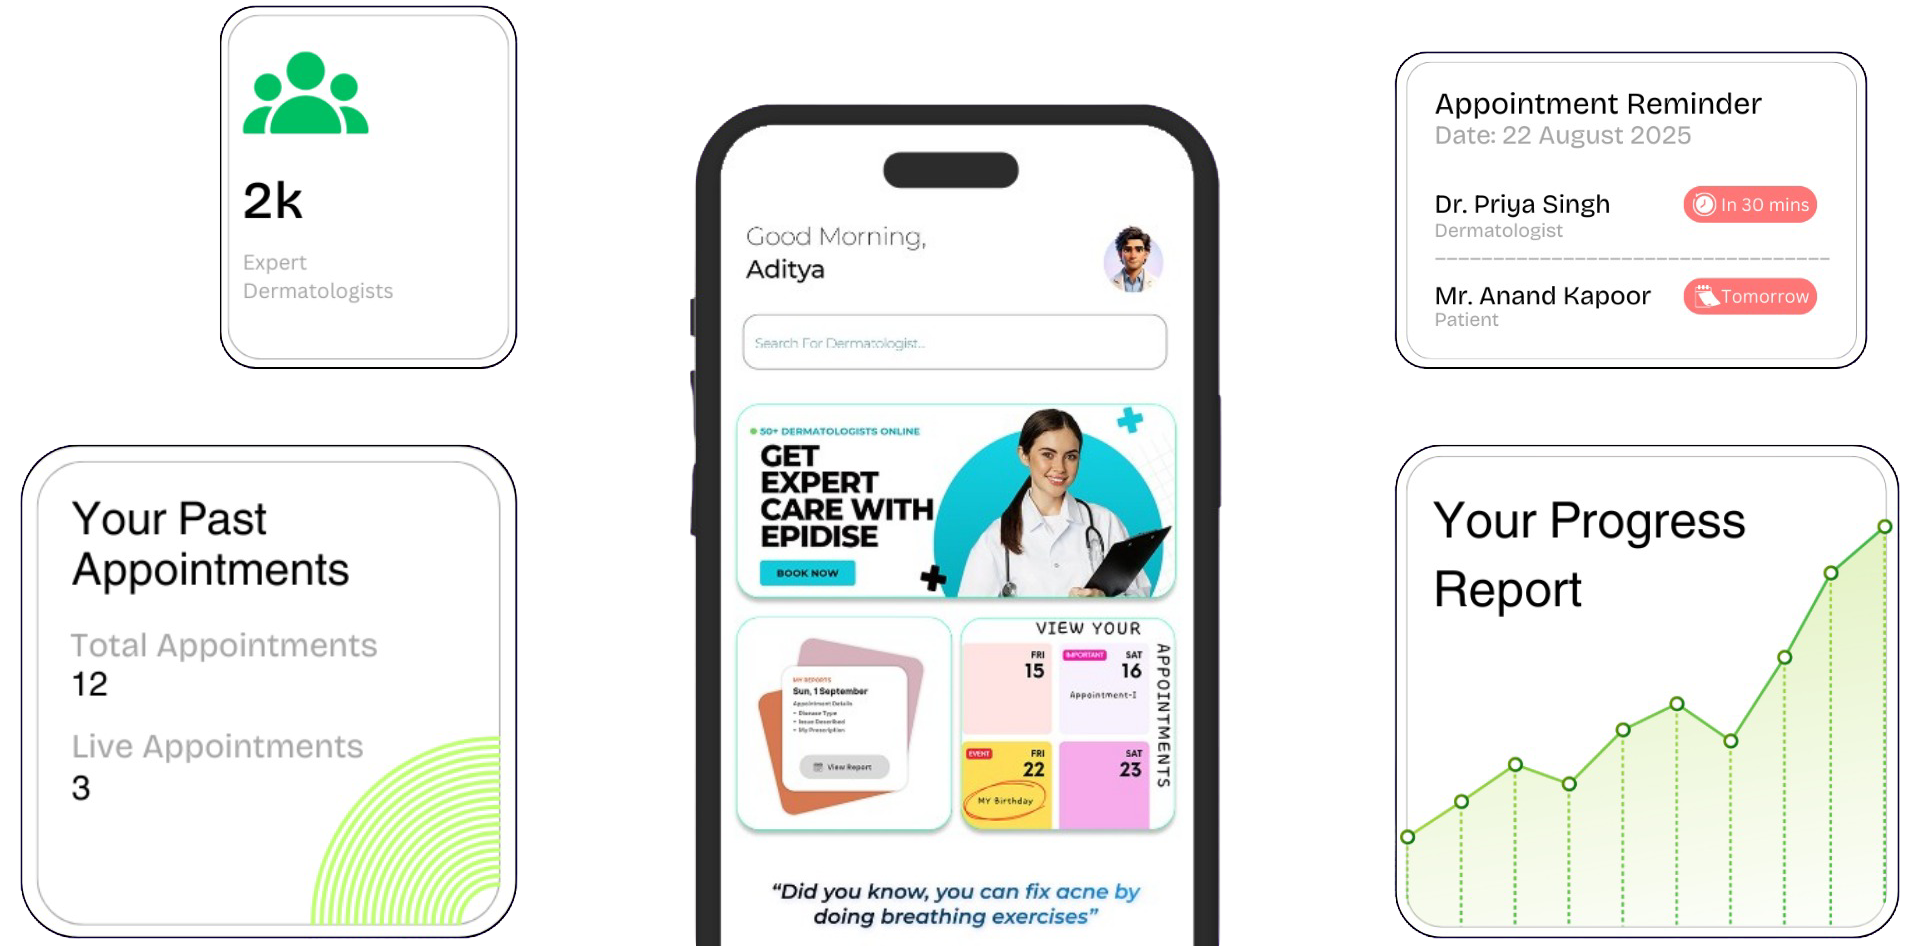 2k
Expert
Dermatologists
Your Past
Appointments
Total Appointments
12
Live Appointments
3
Good Morning,
Aditya
Search For Dermatologist...
50+ DERMATOLOGISTS ONLINE
GET
EXPERT
CARE WITH
EPIDISE
BOOK NOW
MY REPORTS
Sun, 1 September
Appointment Details
• Disease Type
• Issue Described
• My Prescription
View Report
VIEW YOUR
APPOINTMENTS
FRI
15
IMPORTANT
SAT
16
Appointment-I
EVENT
FRI
22
MY Birthday
SAT
23
“Did you know, you can fix acne by
doing breathing exercises”
Appointment Reminder
Date: 22 August 2025
Dr. Priya Singh
In 30 mins
Dermatologist
Mr. Anand Kapoor
Tomorrow
Patient
Your Progress
Report